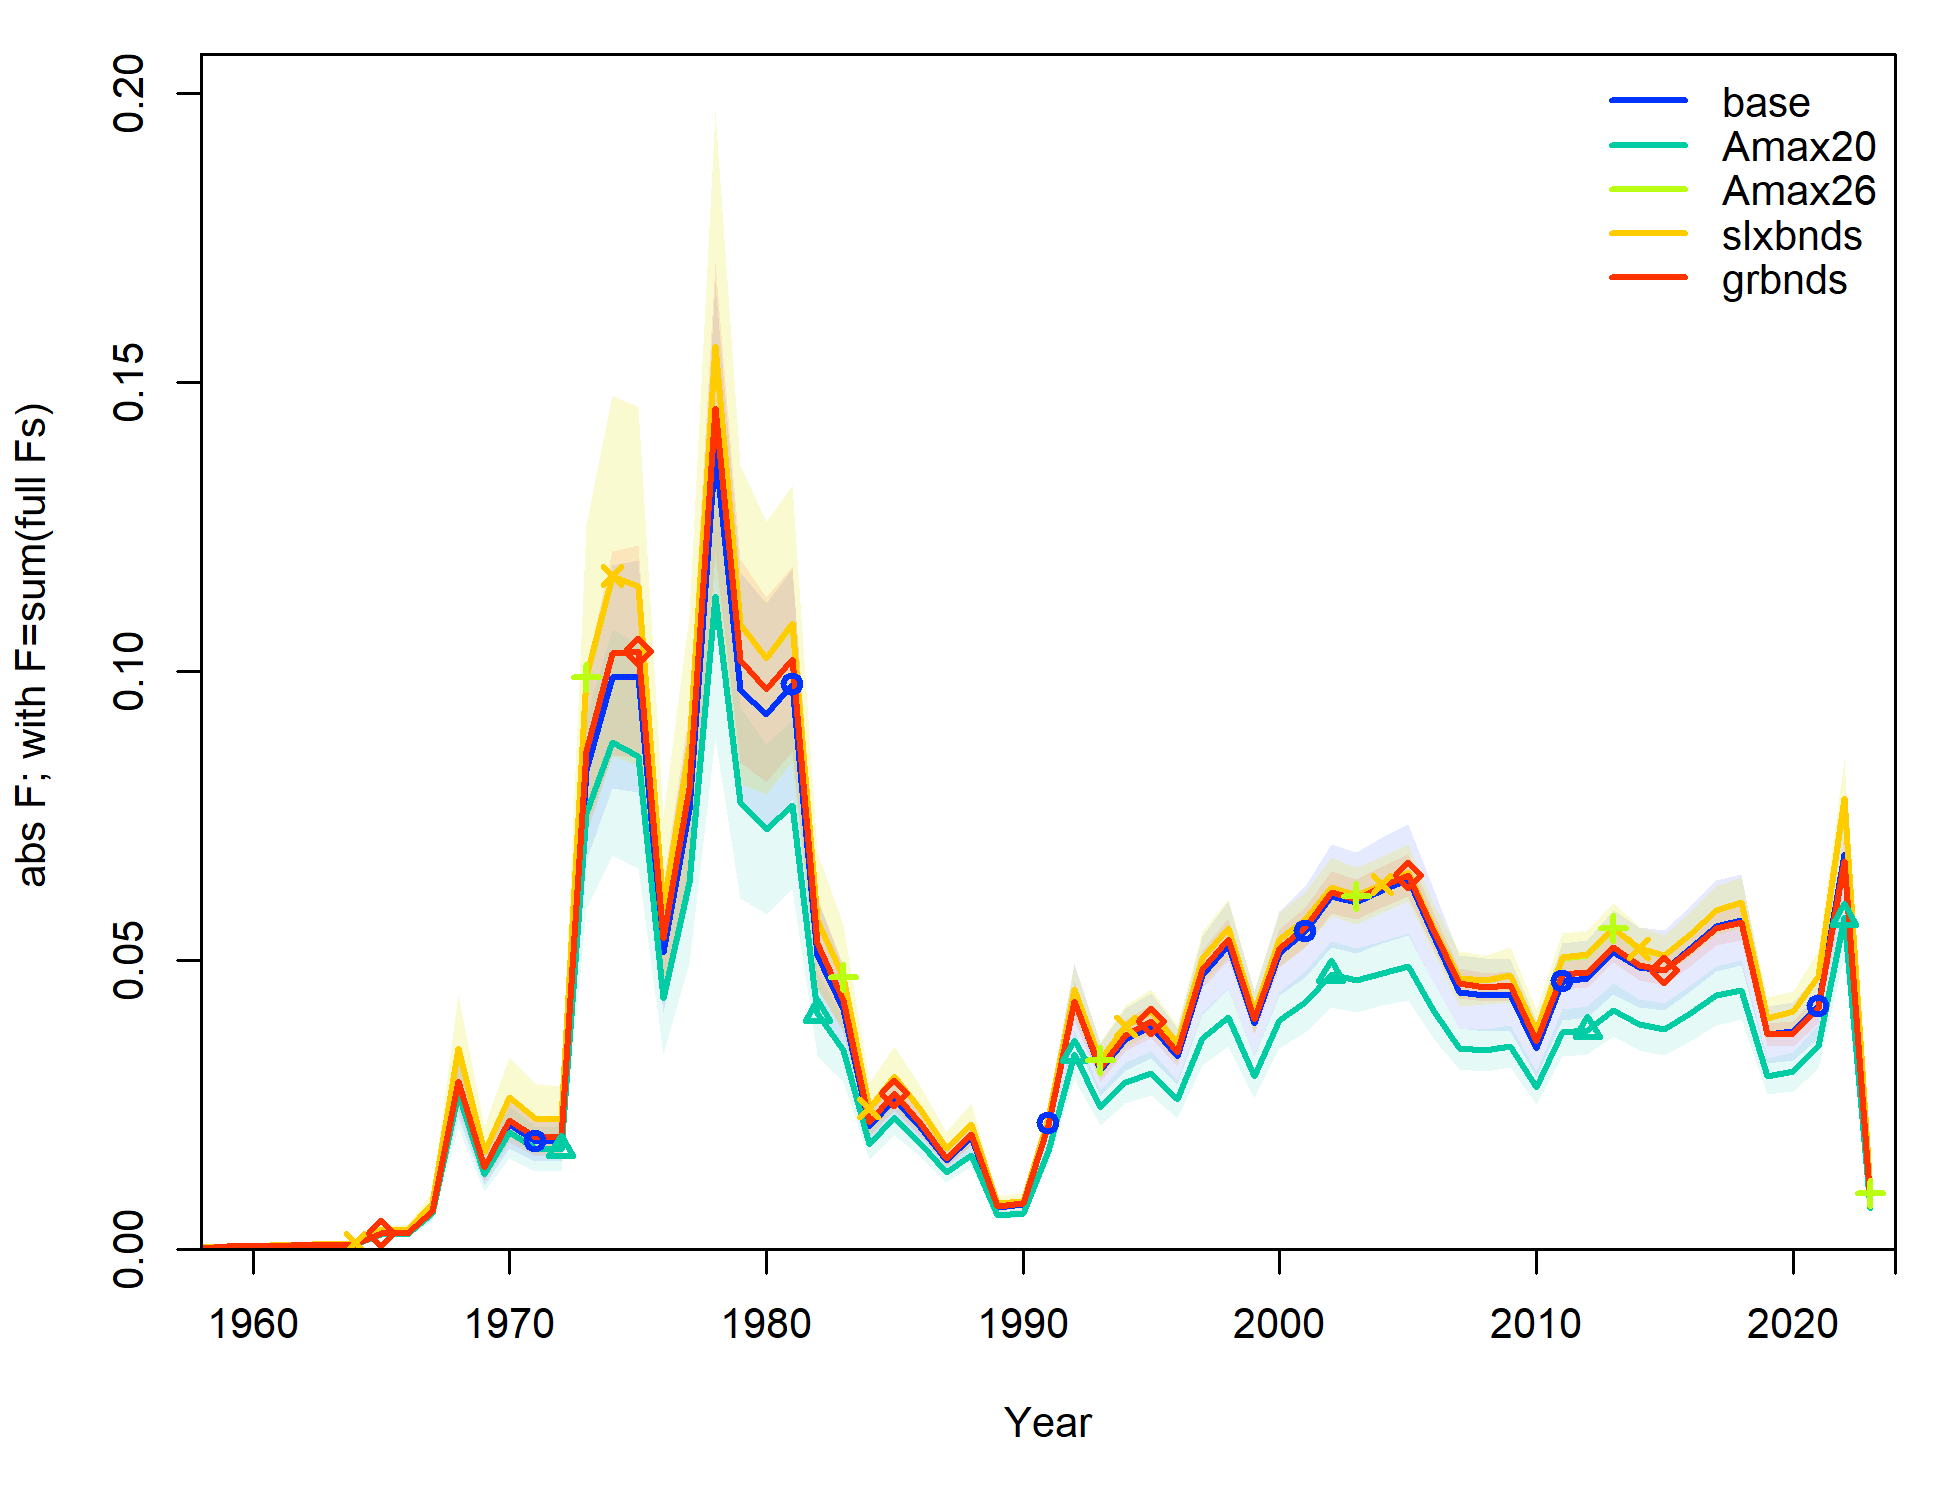 abs F; with F=sum(full Fs)
0.20
0.15
0.10
0.05
0.00
base
Amax20
Amax26
slxbnds
grbnds
1960 1970 1980 1990 2000 2010 2020
Year